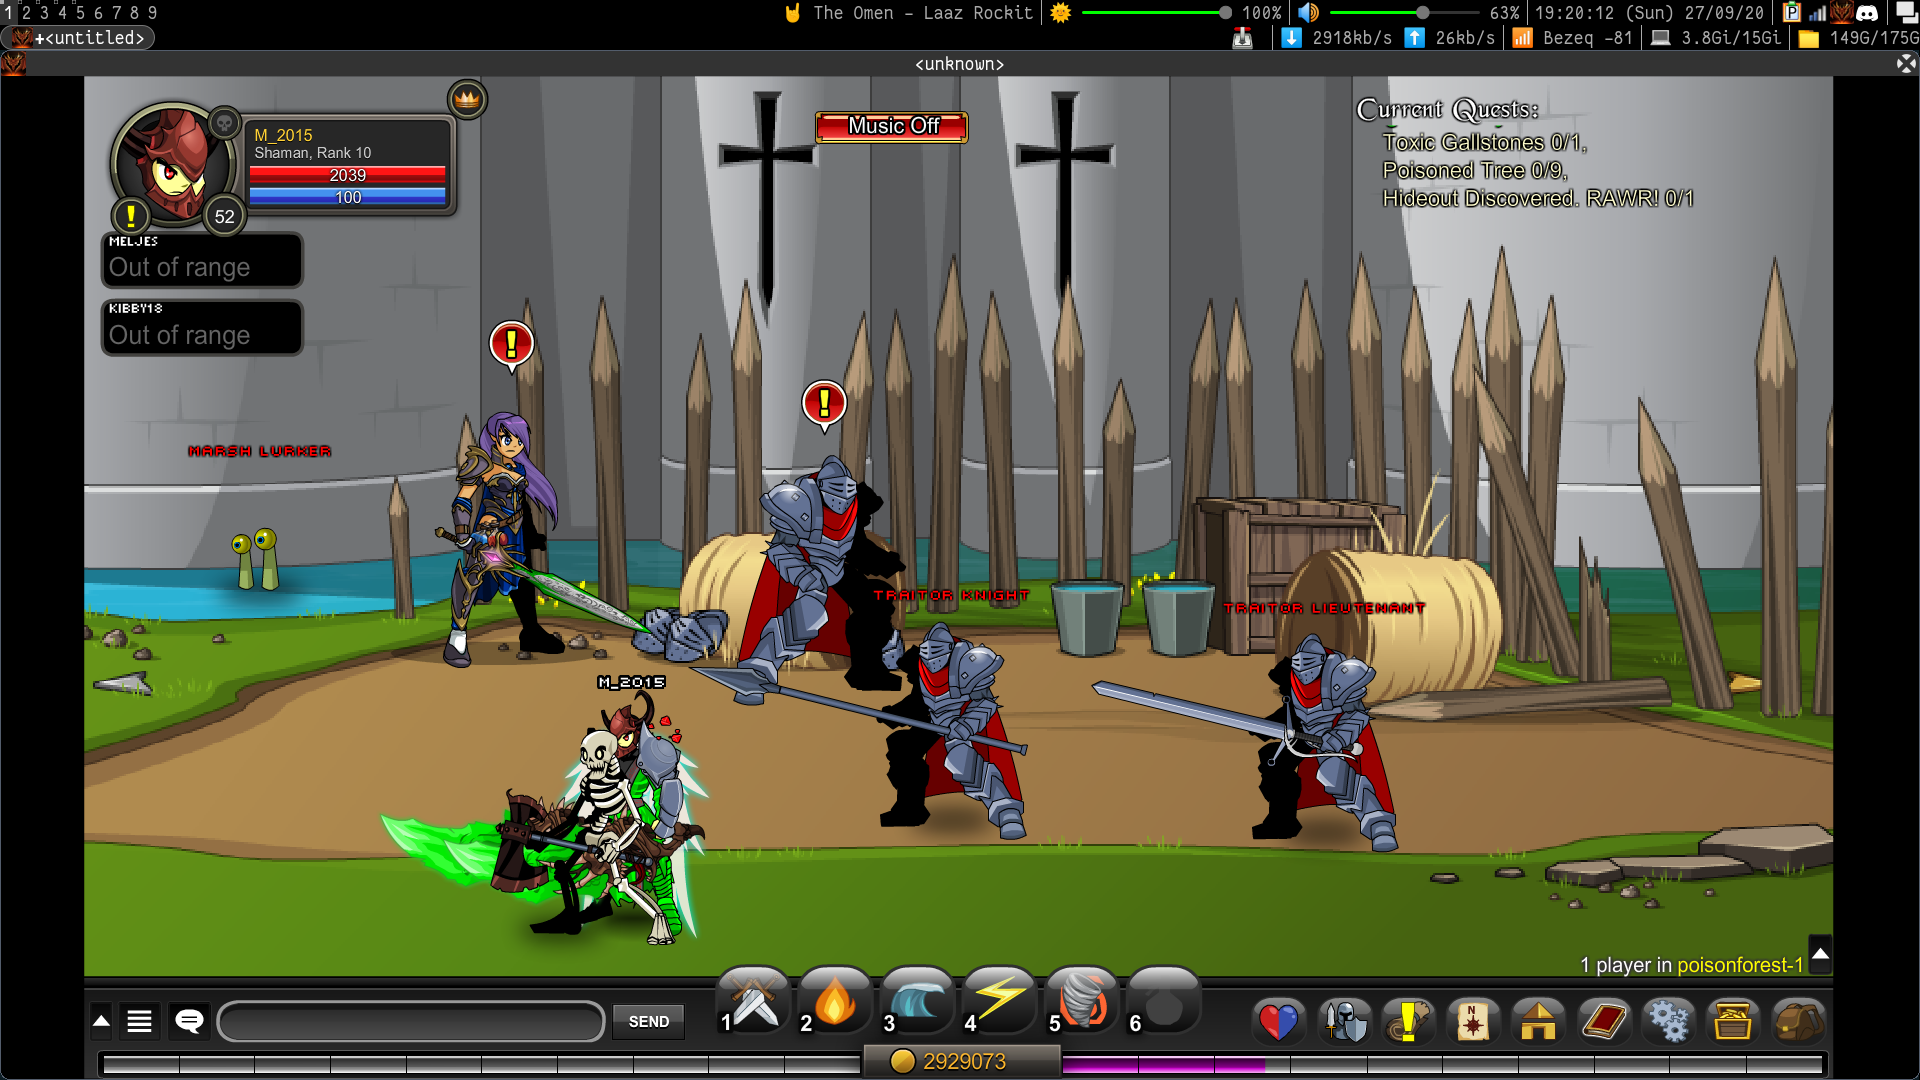 1 2 3 4 5 6 7 8 9
The Omen - Laaz Rockit
100%
63%
19:20:12 (Sun) 27/09/20
+<untitled>
2918kb/s
26kb/s
Bezeq -81
3.8Gi/15Gi
149G/175G
<unknown>
M_2015
Shaman, Rank 10
2039
100
52
MELJES
Out of range
KIBBY18
Out of range
Music Off
Current Quests:
Toxic Gallstones 0/1,
Poisoned Tree 0/9,
Hideout Discovered. RAWR! 0/1
MARSH LURKER
TRAITOR KNIGHT
TRAITOR LIEUTENANT
M_2015
1 player in poisonforest-1
SEND
1 2 3 4 5 6
2929073